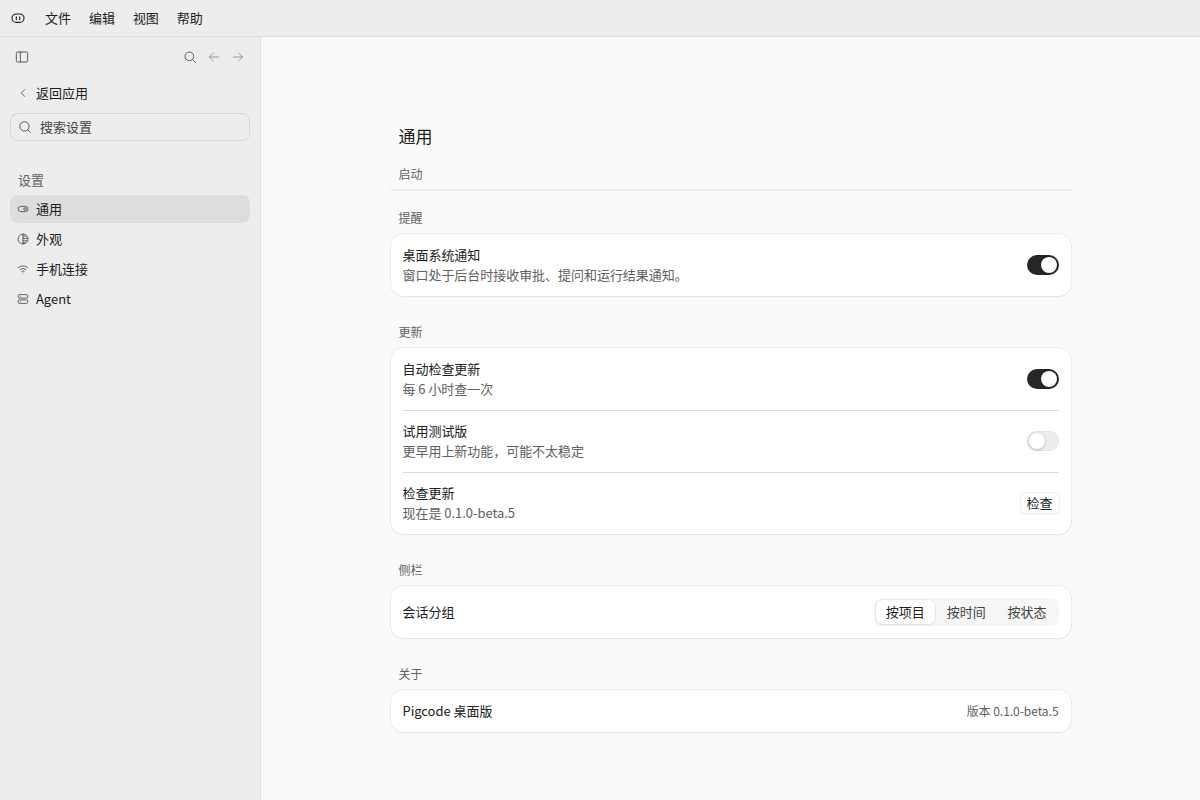 文件 编辑 视图 帮助
返回应用
搜索设置
设置
通用
外观
手机连接
Agent
通用
启动
提醒
桌面系统通知
窗口处于后台时接收审批、提问和运行结果通知。
更新
自动检查更新
每 6 小时查一次
试用测试版
更早用上新功能，可能不太稳定
检查更新
现在是 0.1.0-beta.5
检查
侧栏
会话分组
按项目 按时间 按状态
关于
Pigcode 桌面版
版本 0.1.0-beta.5